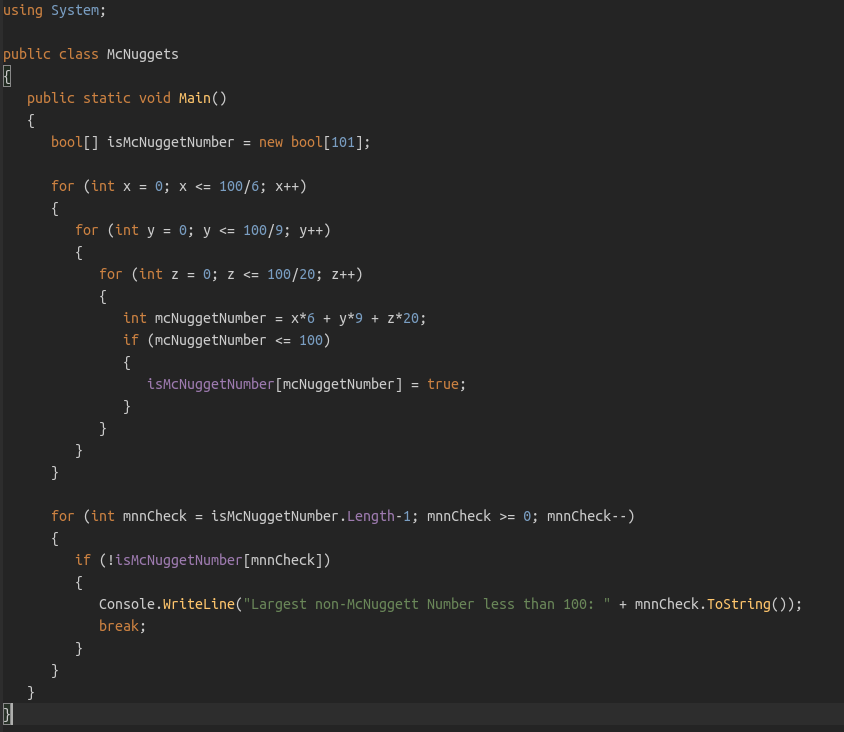 using System;

public class McNuggets
{
   public static void Main()
   {
      bool[] isMcNuggetNumber = new bool[101];

      for (int x = 0; x <= 100/6; x++)
      {
         for (int y = 0; y <= 100/9; y++)
         {
            for (int z = 0; z <= 100/20; z++)
            {
               int mcNuggetNumber = x*6 + y*9 + z*20;
               if (mcNuggetNumber <= 100)
               {
                  isMcNuggetNumber[mcNuggetNumber] = true;
               }
            }
         }
      }

      for (int mnnCheck = isMcNuggetNumber.Length-1; mnnCheck >= 0; mnnCheck--)
      {
         if (!isMcNuggetNumber[mnnCheck])
         {
            Console.WriteLine("Largest non-McNuggett Number less than 100: " + mnnCheck.ToString());
            break;
         }
      }
   }
}